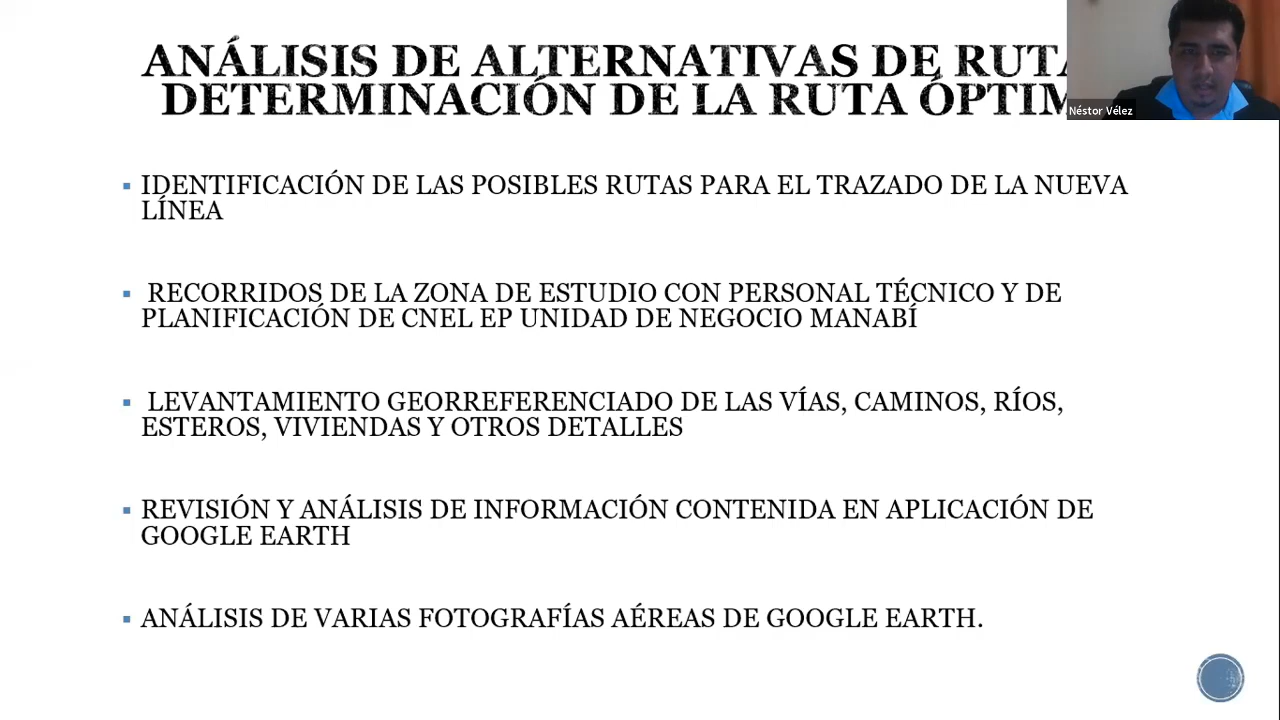 ANÁLISIS DE ALTERNATIVAS DE
DETERMINACIÓN DE LA RUTA
Néstor Vélez
▪ IDENTIFICACIÓN DE LAS POSIBLES RUTAS PARA EL TRAZADO DE LA NUEVA
LÍNEA
▪ RECORRIDOS DE LA ZONA DE ESTUDIO CON PERSONAL TÉCNICO Y DE
PLANIFICACIÓN DE CNEL EP UNIDAD DE NEGOCIO MANABÍ
▪ LEVANTAMIENTO GEORREFERENCIADO DE LAS VÍAS, CAMINOS, RÍOS,
ESTEROS, VIVIENDAS Y OTROS DETALLES
▪ REVISIÓN Y ANÁLISIS DE INFORMACIÓN CONTENIDA EN APLICACIÓN DE
GOOGLE EARTH
▪ ANÁLISIS DE VARIAS FOTOGRAFÍAS AÉREAS DE GOOGLE EARTH.